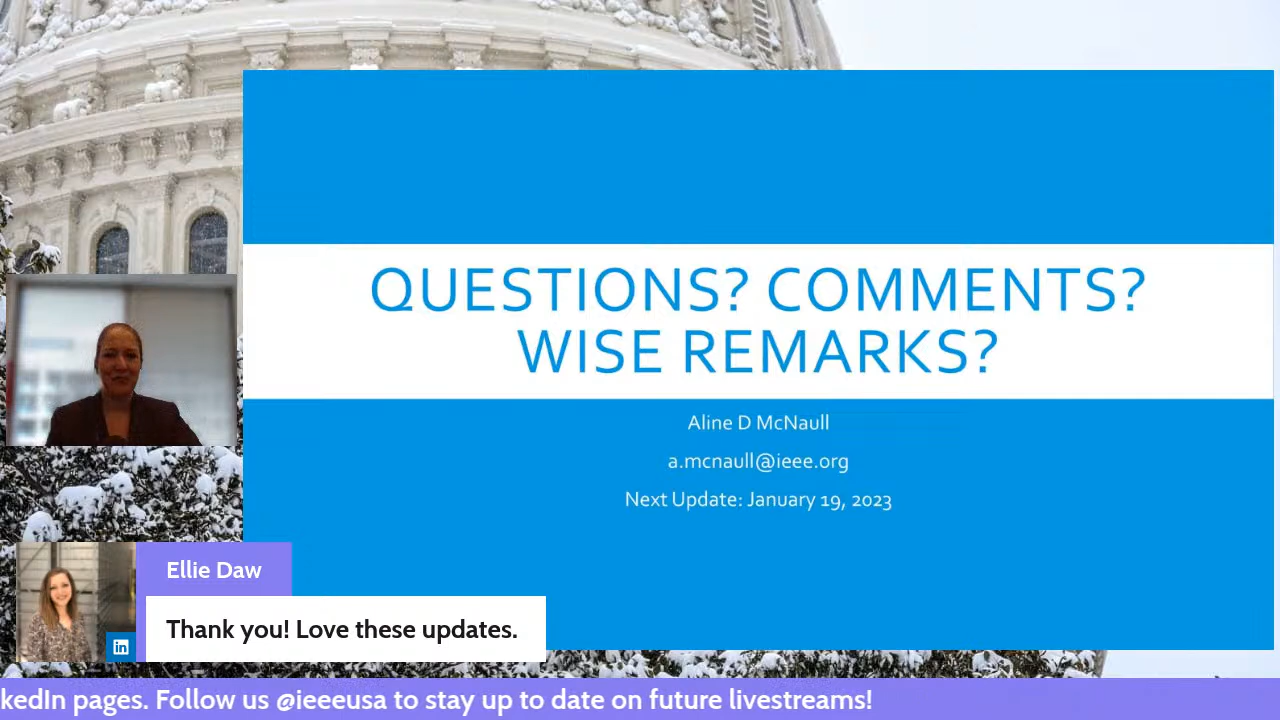 QUESTIONS? COMMENTS?
WISE REMARKS?
Aline D McNaull
a.mcnaull@ieee.org
Next Update: January 19, 2023
Ellie Daw
in
Thank you! Love these updates.
kedIn pages. Follow us @ieeeusa to stay up to date on future livestreams!